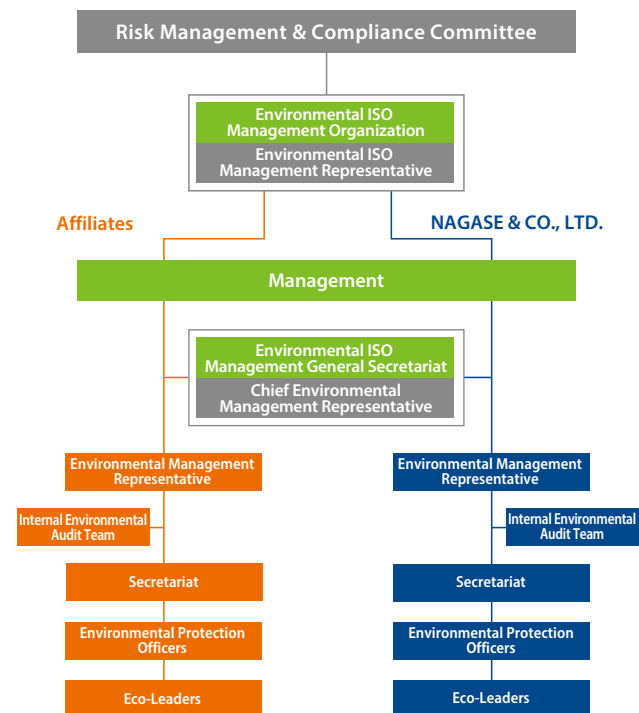 Risk Management & Compliance Committee
Environmental ISO
Management Organization
Environmental ISO
Management Representative
Affiliates
NAGASE & CO., LTD.
Management
Environmental ISO
Management General Secretariat
Chief Environmental
Management Representative
Environmental Management
Representative
Environmental Management
Representative
Internal Environmental
Audit Team
Internal Environmental
Audit Team
Secretariat
Secretariat
Environmental Protection
Officers
Environmental Protection
Officers
Eco-Leaders
Eco-Leaders